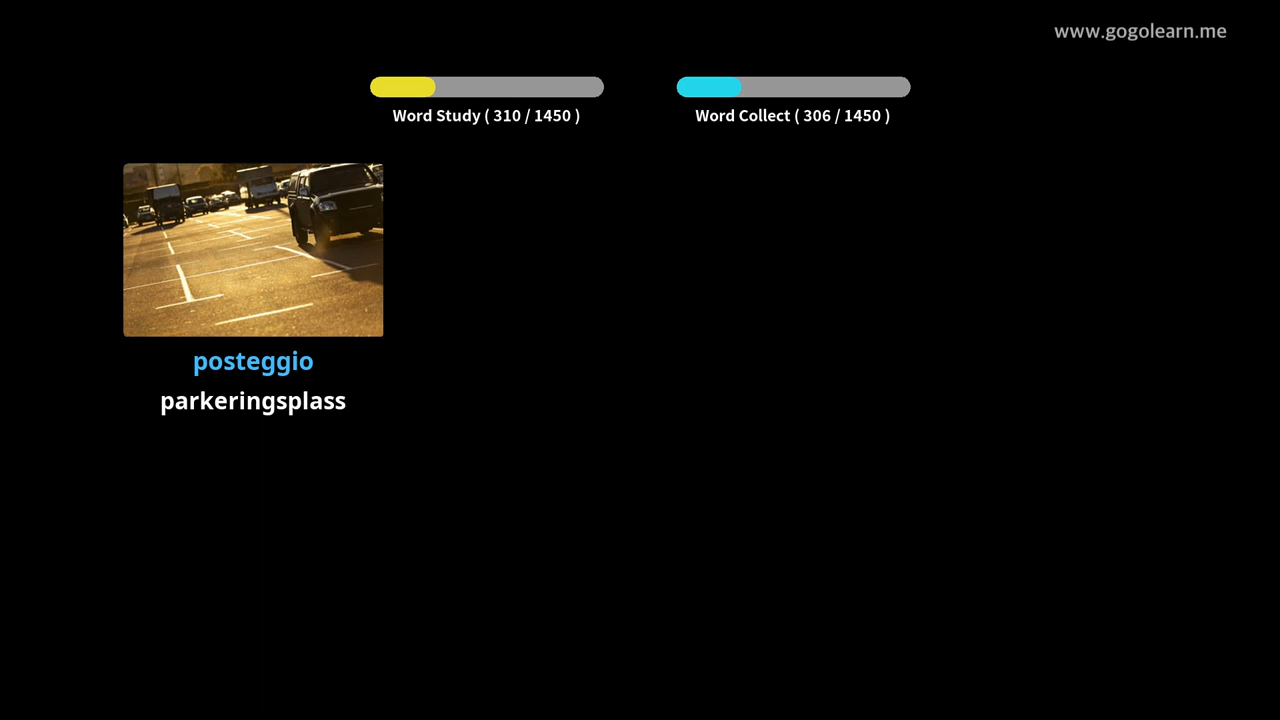 www.gogolearn.me
Word Study ( 310 / 1450 )
Word Collect ( 306 / 1450 )
posteggio
parkeringsplass